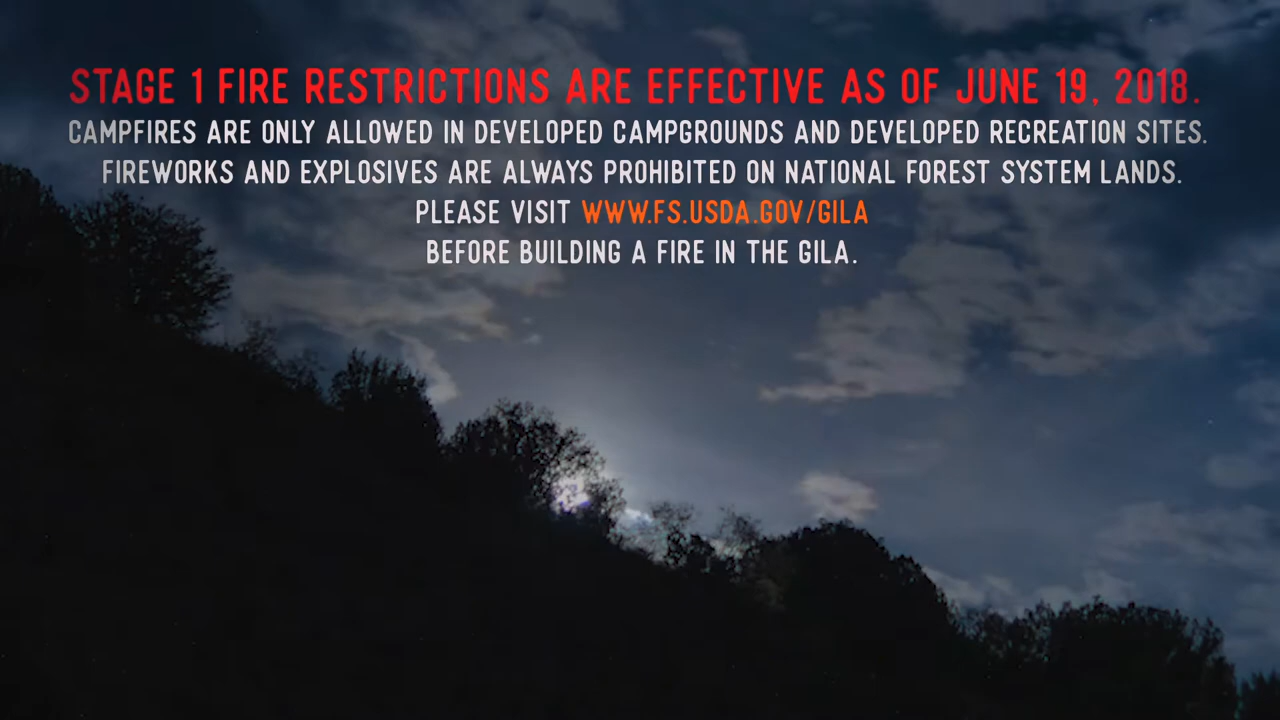 STAGE 1 FIRE RESTRICTIONS ARE EFFECTIVE AS OF JUNE 19, 2018.
CAMPFIRES ARE ONLY ALLOWED IN DEVELOPED CAMPGROUNDS AND DEVELOPED RECREATION SITES.
FIREWORKS AND EXPLOSIVES ARE ALWAYS PROHIBITED ON NATIONAL FOREST SYSTEM LANDS.
PLEASE VISIT WWW.FS.USDA.GOV/GILA
BEFORE BUILDING A FIRE IN THE GILA.